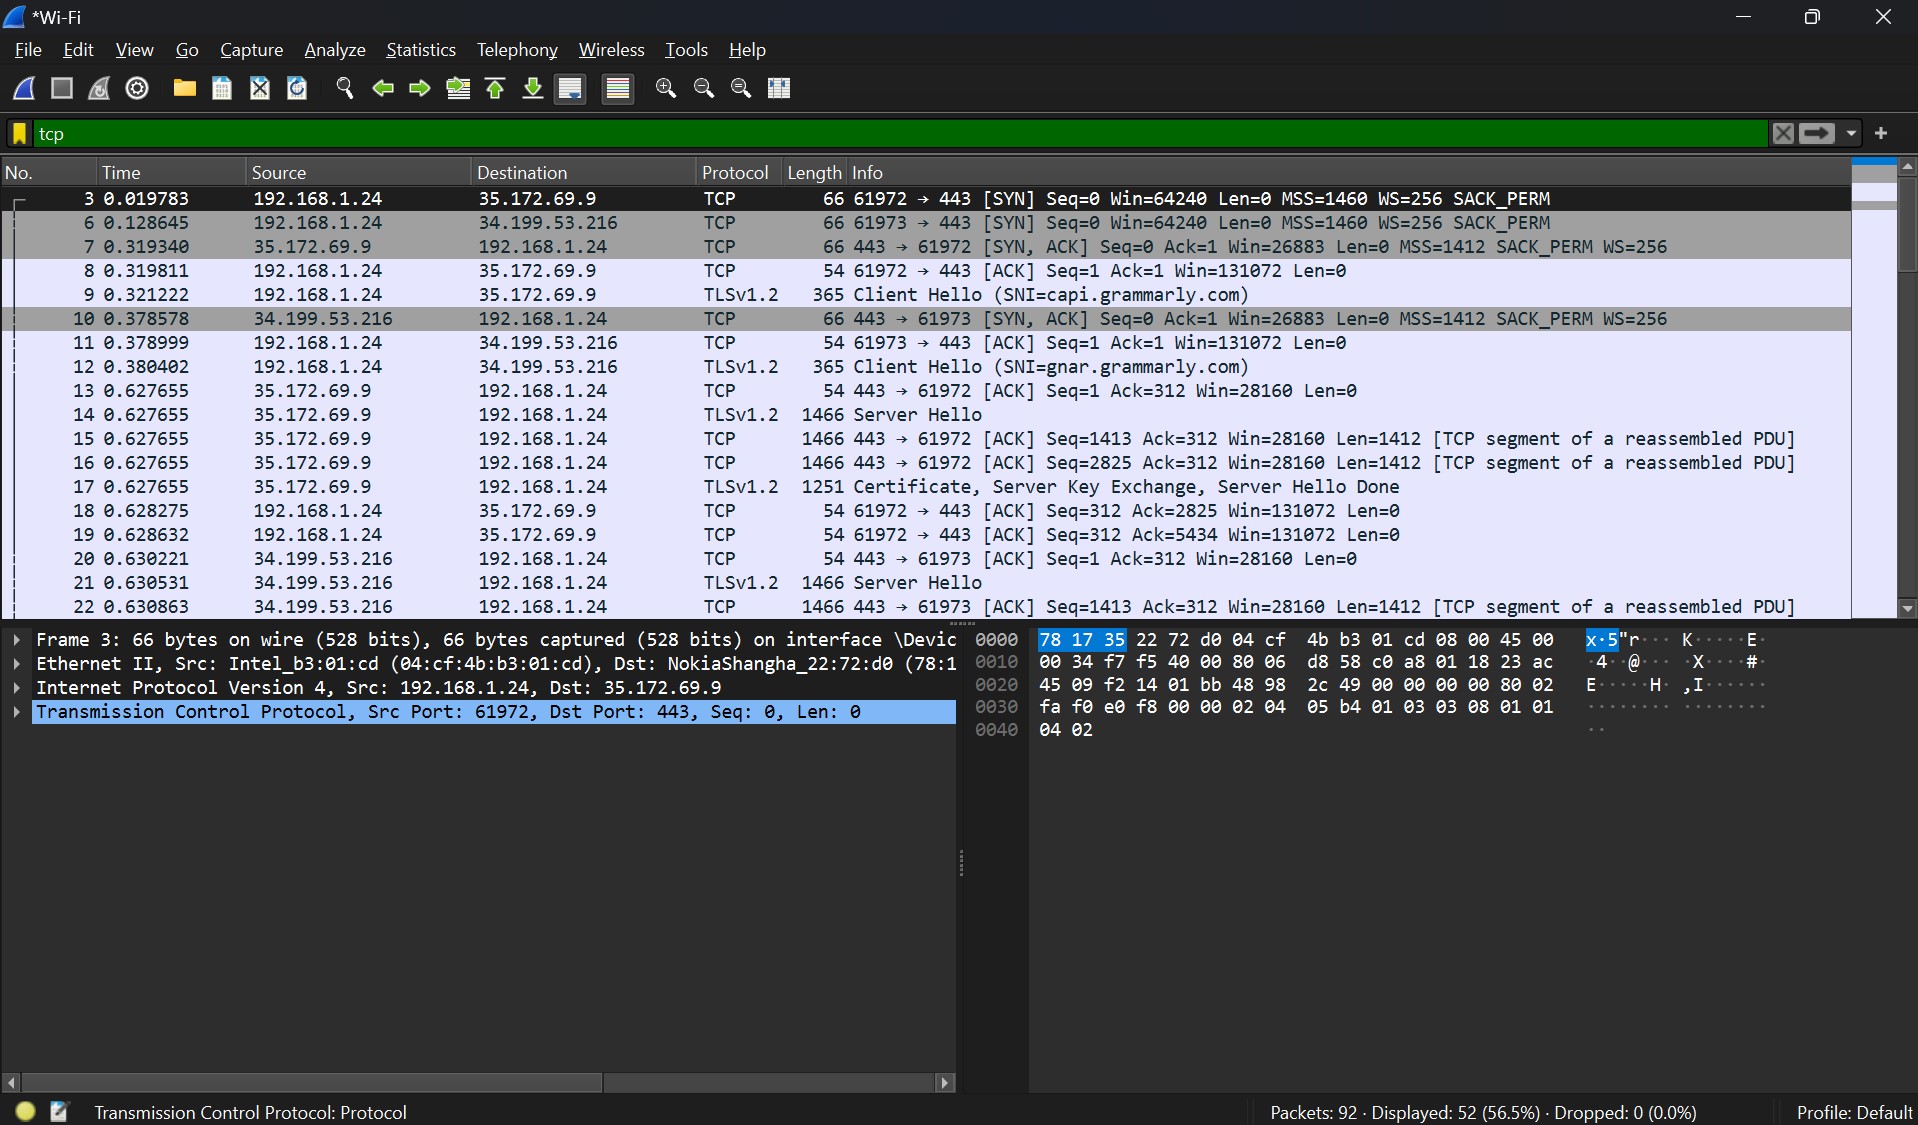 *Wi-Fi
File Edit View Go Capture Analyze Statistics Telephony Wireless Tools Help
tcp
No. Time Source Destination Protocol Length Info
3 0.019783 192.168.1.24 35.172.69.9 TCP 66 61972 → 443 [SYN] Seq=0 Win=64240 Len=0 MSS=1460 WS=256 SACK_PERM
6 0.128645 192.168.1.24 34.199.53.216 TCP 66 61973 → 443 [SYN] Seq=0 Win=64240 Len=0 MSS=1460 WS=256 SACK_PERM
7 0.319340 35.172.69.9 192.168.1.24 TCP 66 443 → 61972 [SYN, ACK] Seq=0 Ack=1 Win=26883 Len=0 MSS=1412 SACK_PERM WS=256
8 0.319811 192.168.1.24 35.172.69.9 TCP 54 61972 → 443 [ACK] Seq=1 Ack=1 Win=131072 Len=0
9 0.321222 192.168.1.24 35.172.69.9 TLSv1.2 365 Client Hello (SNI=capi.grammarly.com)
10 0.378578 34.199.53.216 192.168.1.24 TCP 66 443 → 61973 [SYN, ACK] Seq=0 Ack=1 Win=26883 Len=0 MSS=1412 SACK_PERM WS=256
11 0.378999 192.168.1.24 34.199.53.216 TCP 54 61973 → 443 [ACK] Seq=1 Ack=1 Win=131072 Len=0
12 0.380402 192.168.1.24 34.199.53.216 TLSv1.2 365 Client Hello (SNI=gnar.grammarly.com)
13 0.627655 35.172.69.9 192.168.1.24 TCP 54 443 → 61972 [ACK] Seq=1 Ack=312 Win=28160 Len=0
14 0.627655 35.172.69.9 192.168.1.24 TLSv1.2 1466 Server Hello
15 0.627655 35.172.69.9 192.168.1.24 TCP 1466 443 → 61972 [ACK] Seq=1413 Ack=312 Win=28160 Len=1412 [TCP segment of a reassembled PDU]
16 0.627655 35.172.69.9 192.168.1.24 TCP 1466 443 → 61972 [ACK] Seq=2825 Ack=312 Win=28160 Len=1412 [TCP segment of a reassembled PDU]
17 0.627655 35.172.69.9 192.168.1.24 TLSv1.2 1251 Certificate, Server Key Exchange, Server Hello Done
18 0.628275 192.168.1.24 35.172.69.9 TCP 54 61972 → 443 [ACK] Seq=312 Ack=2825 Win=131072 Len=0
19 0.628632 192.168.1.24 35.172.69.9 TCP 54 61972 → 443 [ACK] Seq=312 Ack=5434 Win=131072 Len=0
20 0.630221 34.199.53.216 192.168.1.24 TCP 54 443 → 61973 [ACK] Seq=1 Ack=312 Win=28160 Len=0
21 0.630531 34.199.53.216 192.168.1.24 TLSv1.2 1466 Server Hello
22 0.630863 34.199.53.216 192.168.1.24 TCP 1466 443 → 61973 [ACK] Seq=1413 Ack=312 Win=28160 Len=1412 [TCP segment of a reassembled PDU]
Frame 3: 66 bytes on wire (528 bits), 66 bytes captured (528 bits) on interface \Devic
Ethernet II, Src: Intel_b3:01:cd (04:cf:4b:b3:01:cd), Dst: NokiaShangha_22:72:d0 (78:1
Internet Protocol Version 4, Src: 192.168.1.24, Dst: 35.172.69.9
Transmission Control Protocol, Src Port: 61972, Dst Port: 443, Seq: 0, Len: 0
0000 78 17 35 22 72 d0 04 cf 4b b3 01 cd 08 00 45 00 x·5"r··· K·····E·
0010 00 34 f7 f5 40 00 80 06 d8 58 c0 a8 01 18 23 ac ·4··@··· ·X····#·
0020 45 09 f2 14 01 bb 48 98 2c 49 00 00 00 00 80 02 E·····H· ,I······
0030 fa f0 e0 f8 00 00 02 04 05 b4 01 03 03 08 01 01 ········ ········
0040 04 02 ··
Transmission Control Protocol: Protocol
Packets: 92 · Displayed: 52 (56.5%) · Dropped: 0 (0.0%)
Profile: Default